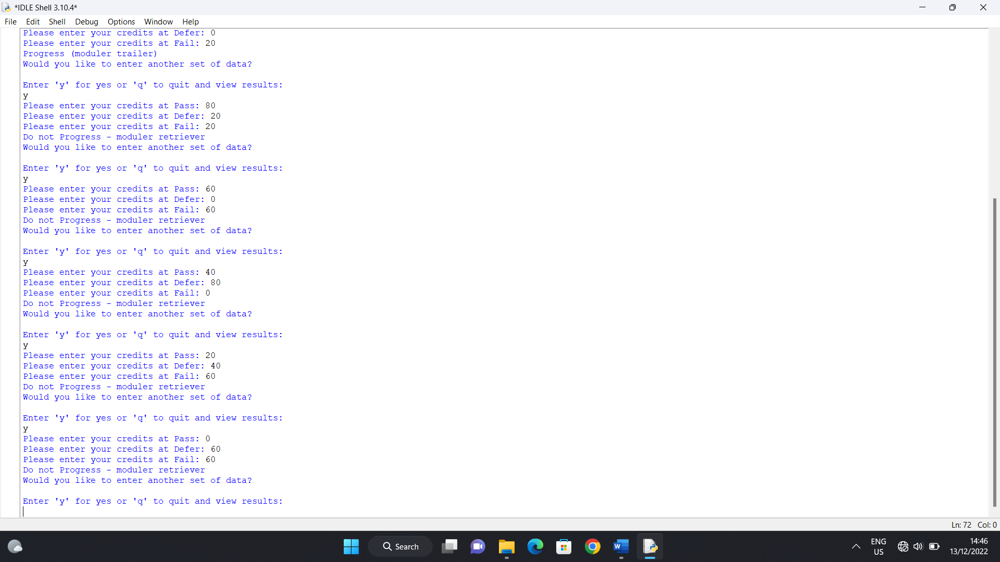 *IDLE Shell 3.10.4*
File Edit Shell Debug Options Window Help
Please enter your credits at Defer: 0
Please enter your credits at Fail: 20
Progress (moduler trailer)
Would you like to enter another set of data?
Enter 'y' for yes or 'q' to quit and view results:
y
Please enter your credits at Pass: 80
Please enter your credits at Defer: 20
Please enter your credits at Fail: 20
Do not Progress - moduler retriever
Would you like to enter another set of data?
Enter 'y' for yes or 'q' to quit and view results:
y
Please enter your credits at Pass: 60
Please enter your credits at Defer: 0
Please enter your credits at Fail: 60
Do not Progress - moduler retriever
Would you like to enter another set of data?
Enter 'y' for yes or 'q' to quit and view results:
y
Please enter your credits at Pass: 40
Please enter your credits at Defer: 80
Please enter your credits at Fail: 0
Do not Progress - moduler retriever
Would you like to enter another set of data?
Enter 'y' for yes or 'q' to quit and view results:
y
Please enter your credits at Pass: 20
Please enter your credits at Defer: 40
Please enter your credits at Fail: 60
Do not Progress - moduler retriever
Would you like to enter another set of data?
Enter 'y' for yes or 'q' to quit and view results:
y
Please enter your credits at Pass: 0
Please enter your credits at Defer: 60
Please enter your credits at Fail: 60
Do not Progress - moduler retriever
Would you like to enter another set of data?
Enter 'y' for yes or 'q' to quit and view results:
Ln: 72 Col: 0
Search
W
ENG
US
14:46
13/12/2022